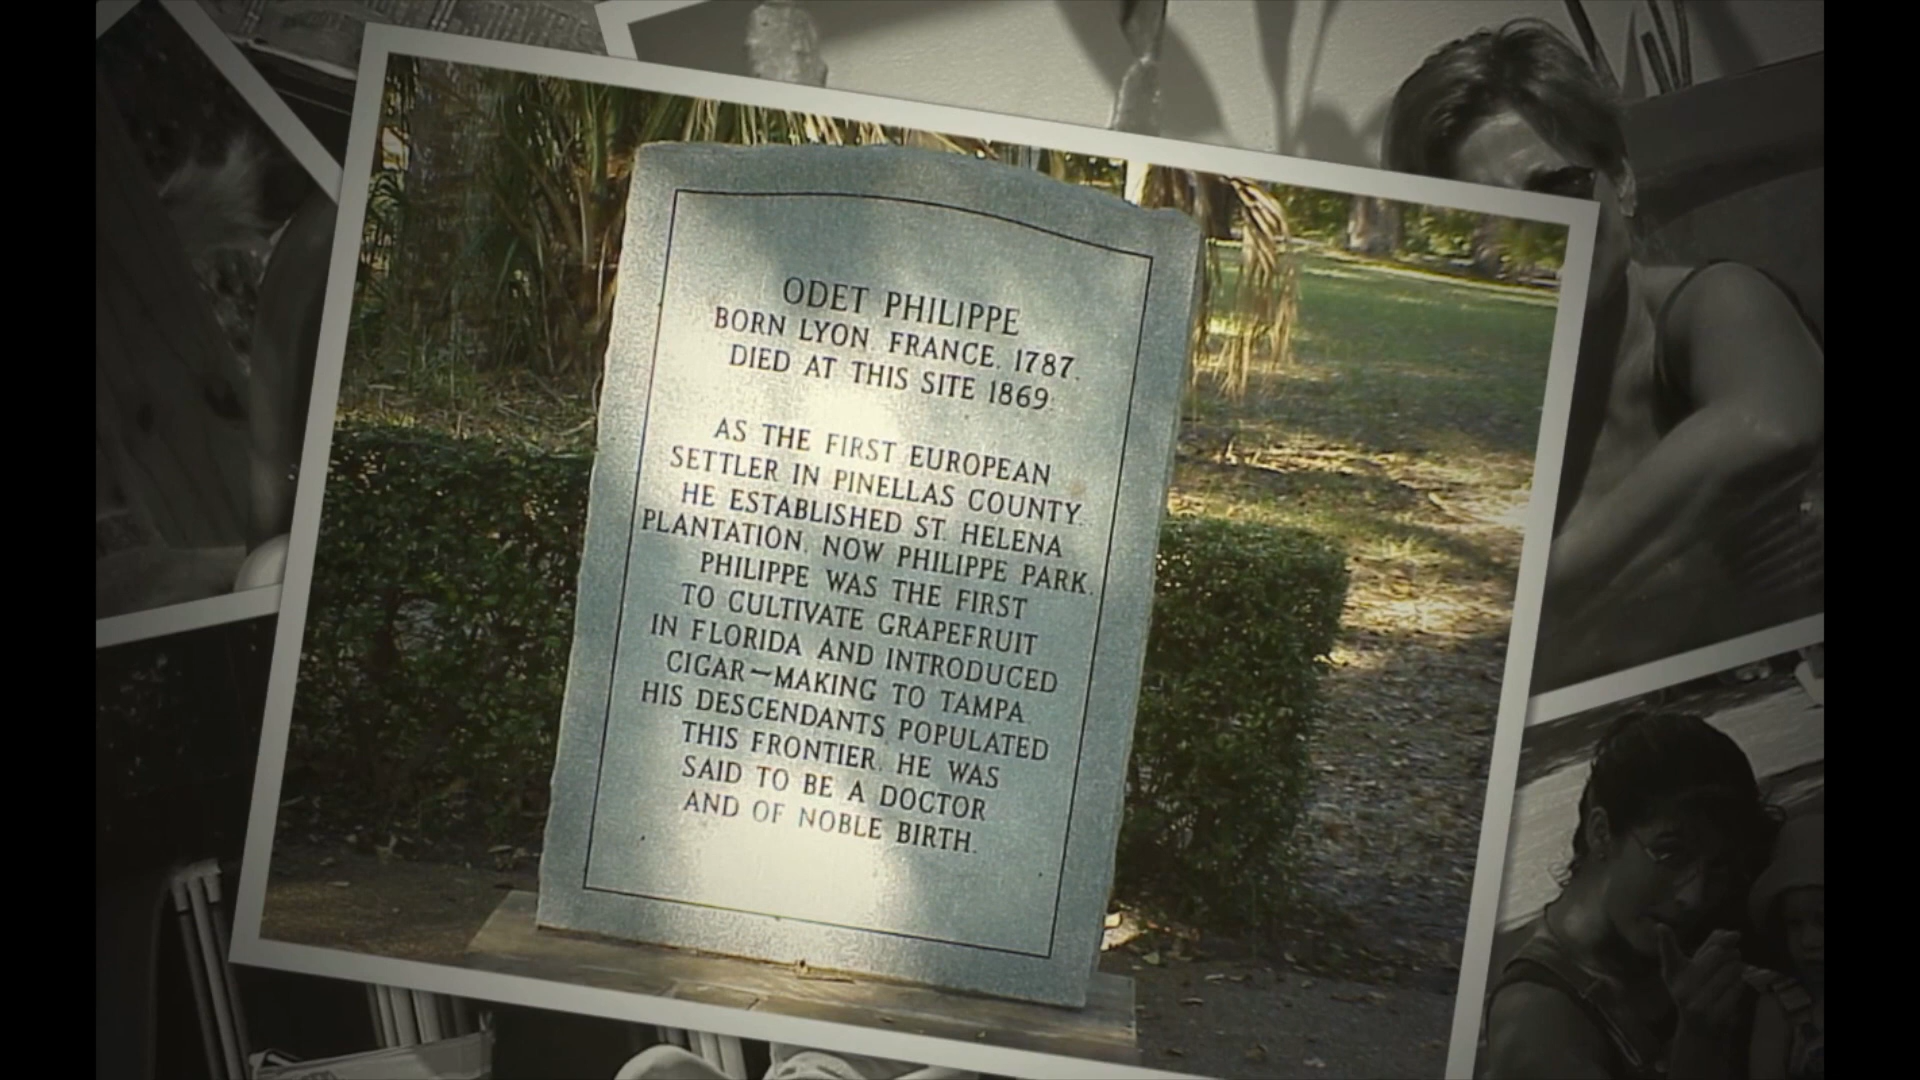 ODET PHILIPPE
BORN LYON, FRANCE, 1787.
DIED AT THIS SITE 1869.
AS THE FIRST EUROPEAN
SETTLER IN PINELLAS COUNTY,
HE ESTABLISHED ST. HELENA
PLANTATION, NOW PHILIPPE PARK.
PHILIPPE WAS THE FIRST
TO CULTIVATE GRAPEFRUIT
IN FLORIDA AND INTRODUCED
CIGAR—MAKING TO TAMPA.
HIS DESCENDANTS POPULATED
THIS FRONTIER. HE WAS
SAID TO BE A DOCTOR
AND OF NOBLE BIRTH.